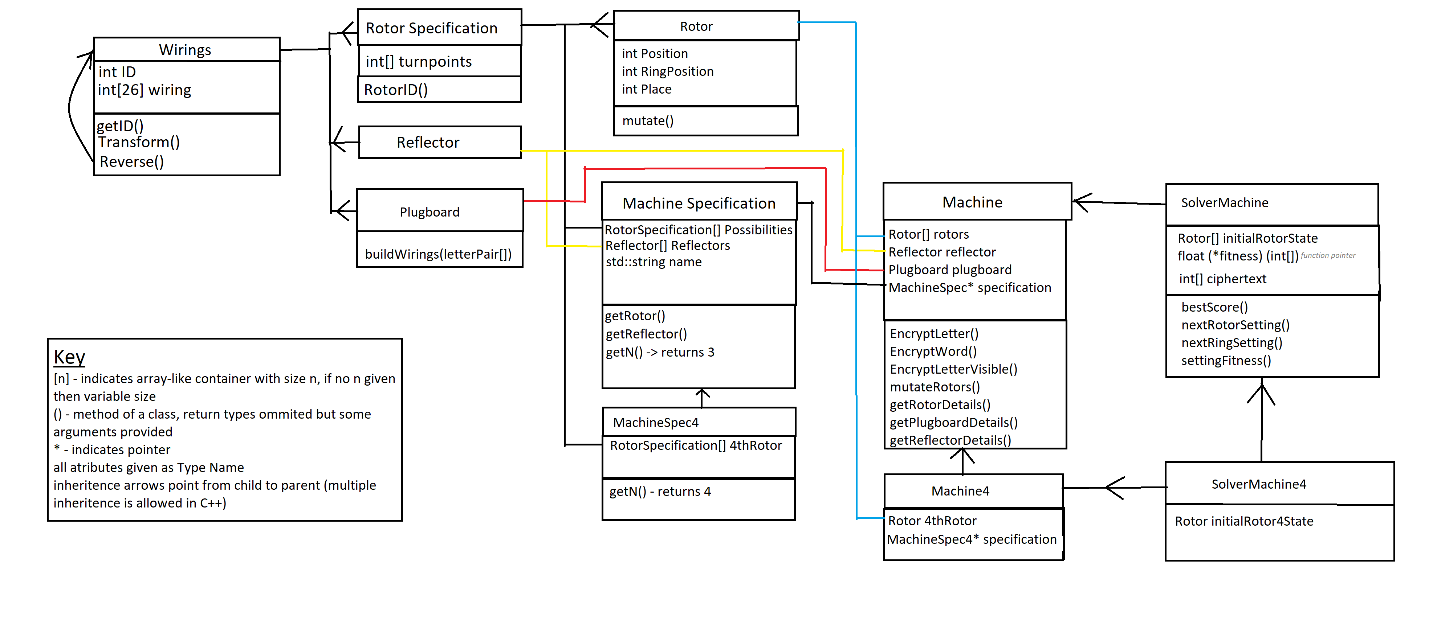 Wirings
int ID
int[26] wiring
getID()
Transform()
Reverse()
Rotor Specification
int[] turnpoints
RotorID()
Reflector
Plugboard
buildWirings(letterPair[])
Rotor
int Position
int RingPosition
int Place
mutate()
Machine Specification
RotorSpecification[] Possibilities
Reflector[] Reflectors
std::string name
getRotor()
getReflector()
getN() -> returns 3
MachineSpec4
RotorSpecification[] 4thRotor
getN() - returns 4
Machine
Rotor[] rotors
Reflector reflector
Plugboard plugboard
MachineSpec* specification
EncryptLetter()
EncryptWord()
EncryptLetterVisible()
mutateRotors()
getRotorDetails()
getPlugboardDetails()
getReflectorDetails()
Machine4
Rotor 4thRotor
MachineSpec4* specification
SolverMachine
Rotor[] initialRotorState
float (*fitness) (int[]) function pointer
int[] ciphertext
bestScore()
nextRotorSetting()
nextRingSetting()
settingFitness()
SolverMachine4
Rotor initialRotor4State
Key
[n] - indicates array-like container with size n, if no n given
then variable size
() - method of a class, return types ommited but some
arguments provided
* - indicates pointer
all atributes given as Type Name
inheritence arrows point from child to parent (multiple
inheritence is allowed in C++)